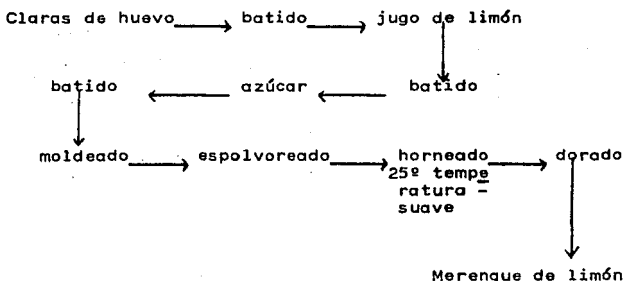 Claras de huevo batido jugo de limón
batido azúcar batido
moldeado espolvoreado horneado dorado
25º tempe
ratura
suave
Merengue de limón